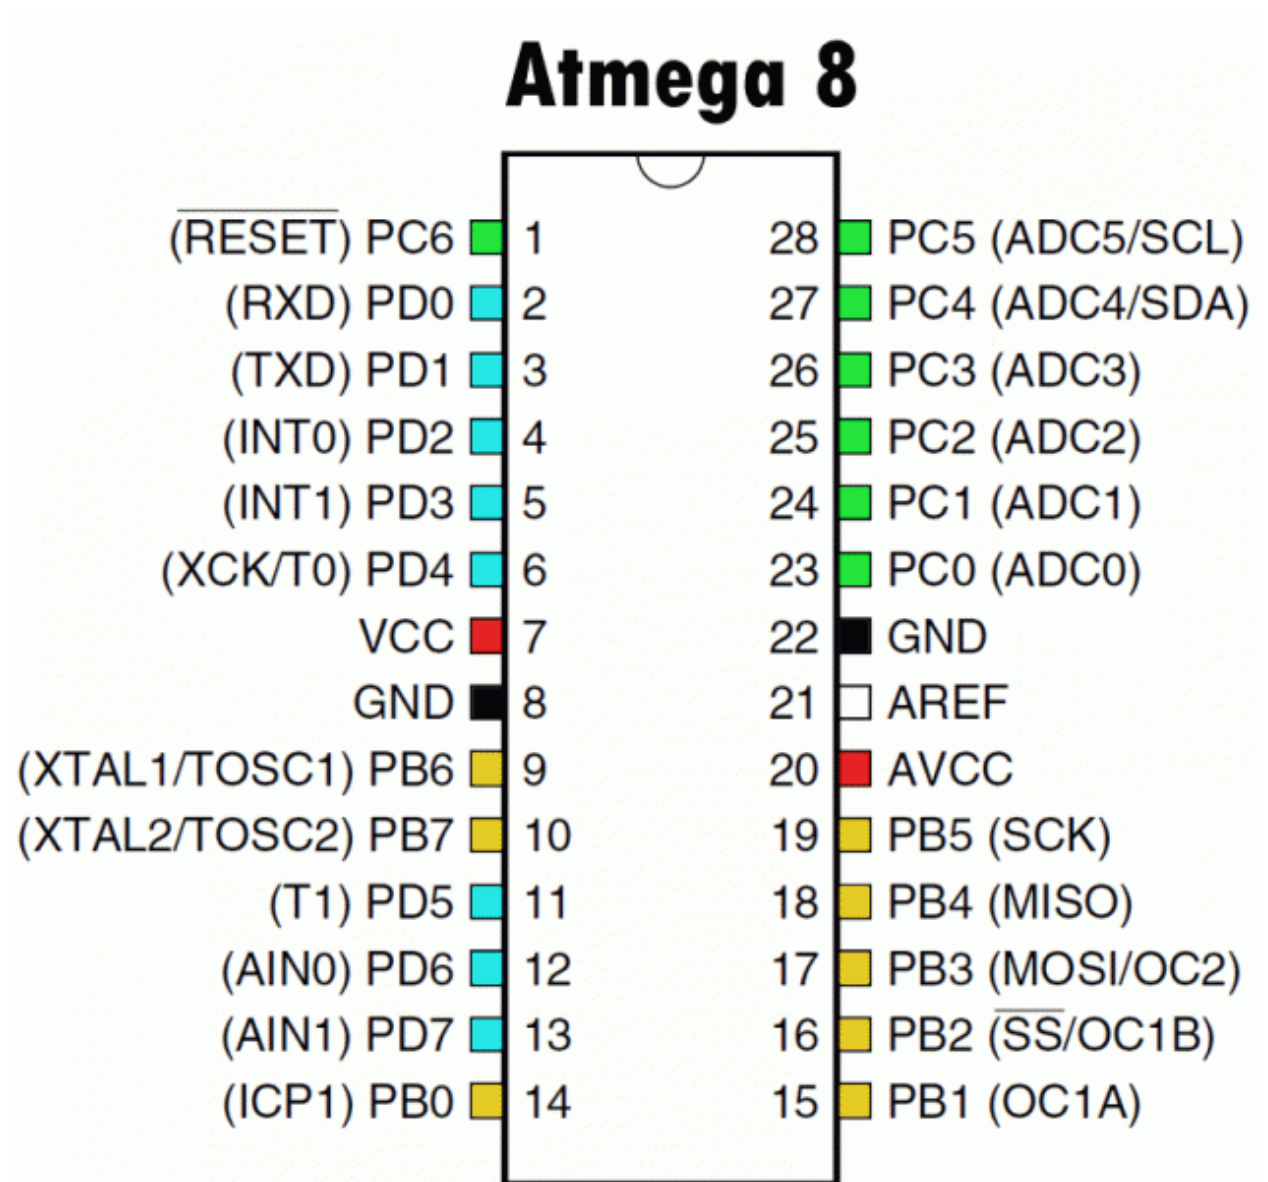 Atmega 8
(RESET) PC6 1 28 PC5 (ADC5/SCL)
(RXD) PD0 2 27 PC4 (ADC4/SDA)
(TXD) PD1 3 26 PC3 (ADC3)
(INT0) PD2 4 25 PC2 (ADC2)
(INT1) PD3 5 24 PC1 (ADC1)
(XCK/T0) PD4 6 23 PC0 (ADC0)
VCC 7 22 GND
GND 8 21 AREF
(XTAL1/TOSC1) PB6 9 20 AVCC
(XTAL2/TOSC2) PB7 10 19 PB5 (SCK)
(T1) PD5 11 18 PB4 (MISO)
(AIN0) PD6 12 17 PB3 (MOSI/OC2)
(AIN1) PD7 13 16 PB2 (SS/OC1B)
(ICP1) PB0 14 15 PB1 (OC1A)